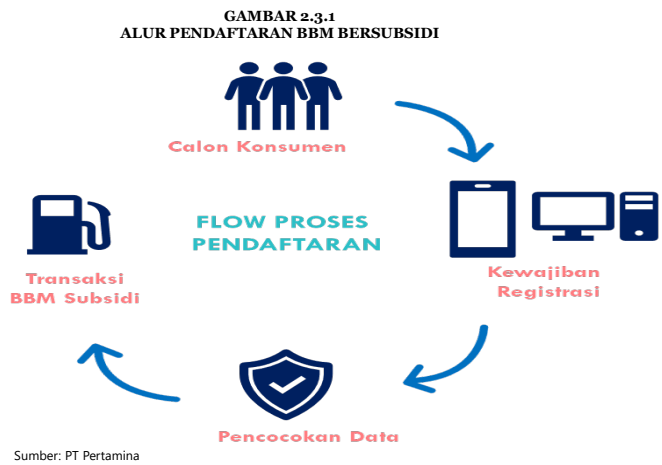 GAMBAR 2.3.1
ALUR PENDAFTARAN BBM BERSUBSIDI
Calon Konsumen
FLOW PROSES
PENDAFTARAN
Kewajiban
Registrasi
Transaksi
BBM Subsidi
Pencocokan Data
Sumber: PT Pertamina